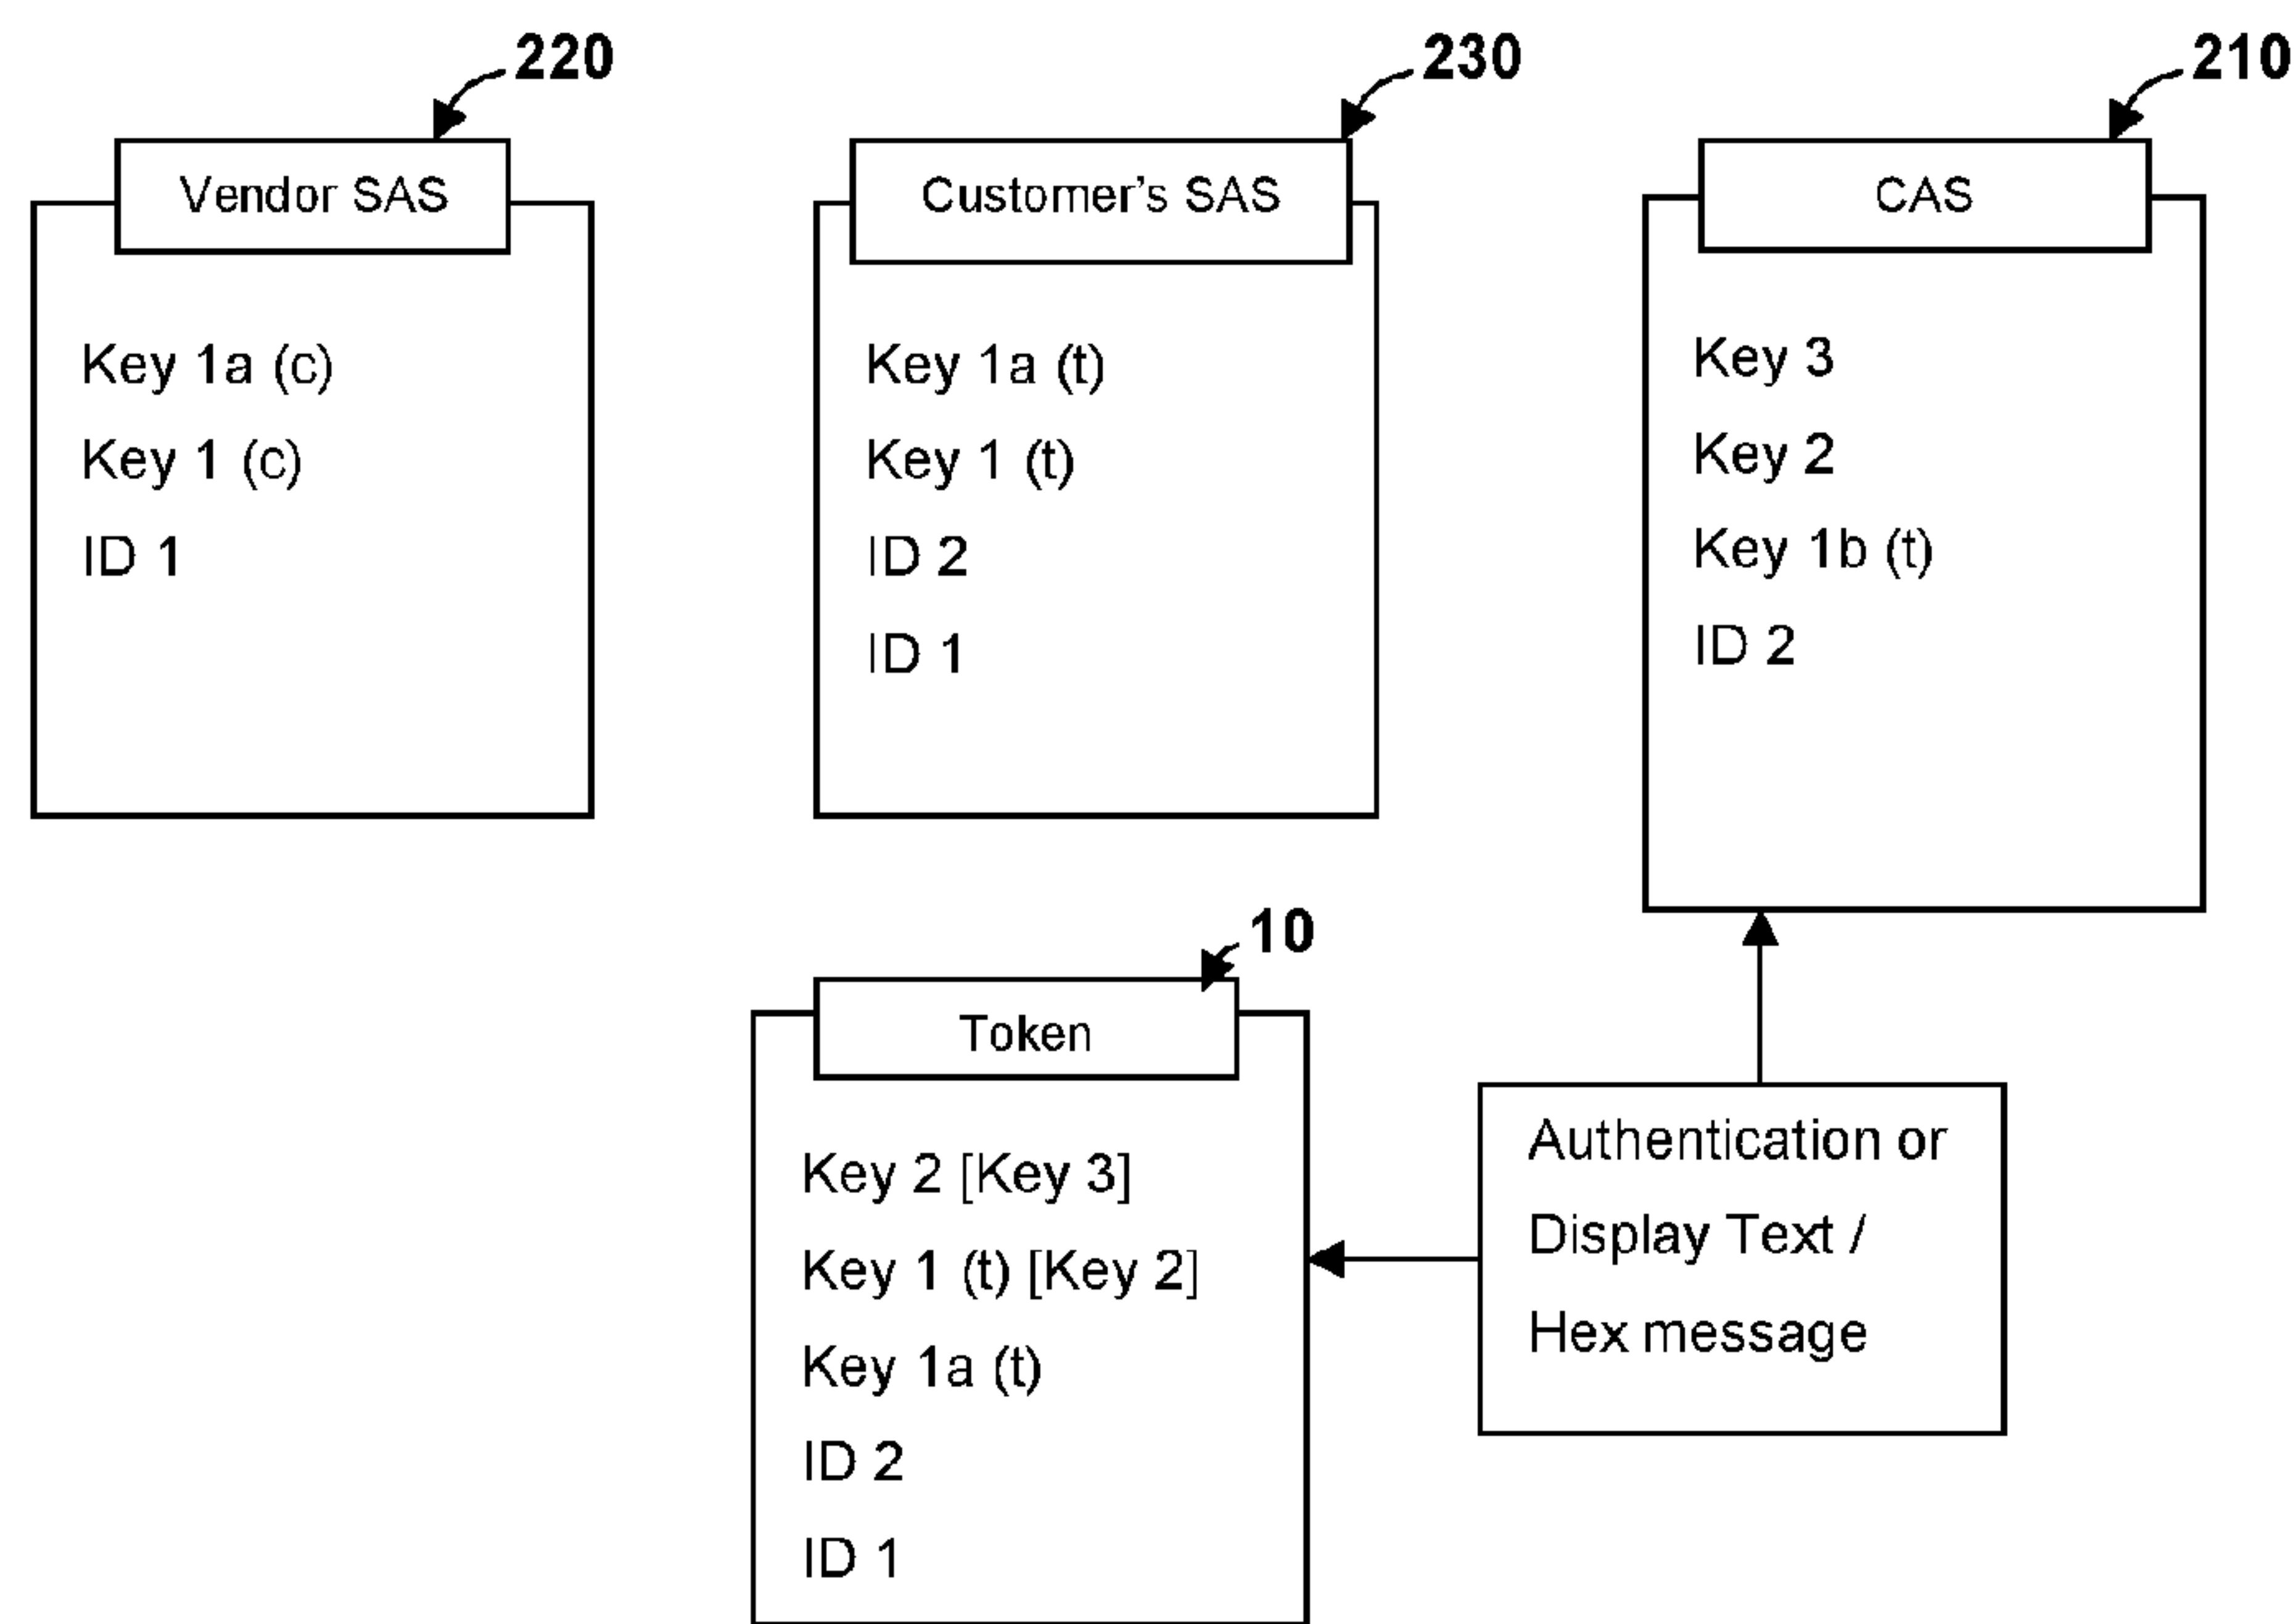 220
Vendor SAS
Key 1a (c)
Key 1 (c)
ID 1
230
Customer's SAS
Key 1a (t)
Key 1 (t)
ID 2
ID 1
210
CAS
Key 3
Key 2
Key 1b (t)
ID 2
10
Token
Key 2 [Key 3]
Key 1 (t) [Key 2]
Key 1a (t)
ID 2
ID 1
Authentication or
Display Text /
Hex message